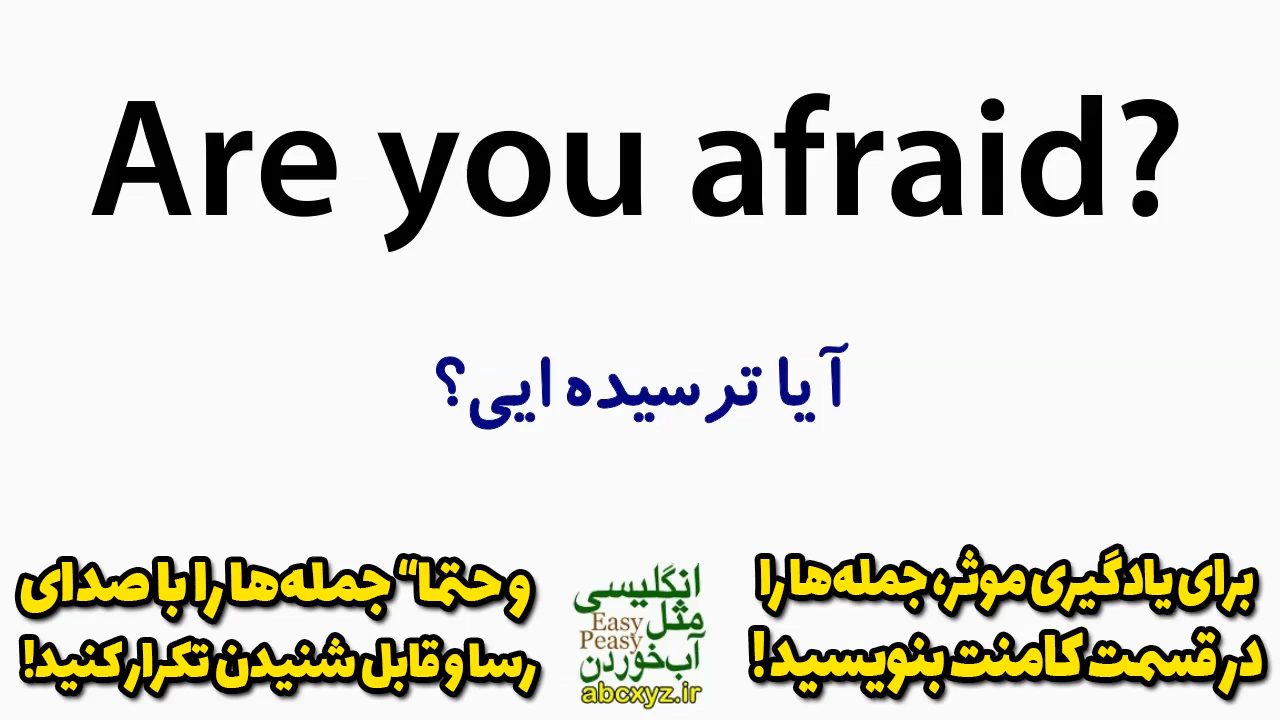 Are you afraid?
آیا ترسیده ایی؟
برای یادگیری موثر، جمله‌ها را
در قسمت کامنت بنویسید!
و حتما“ جمله‌ها را با صدای
رسا و قابل شنیدن تکرار کنید!
انگلیسی
مثل
Easy
Peasy
آب خوردن
abcxyz.ir